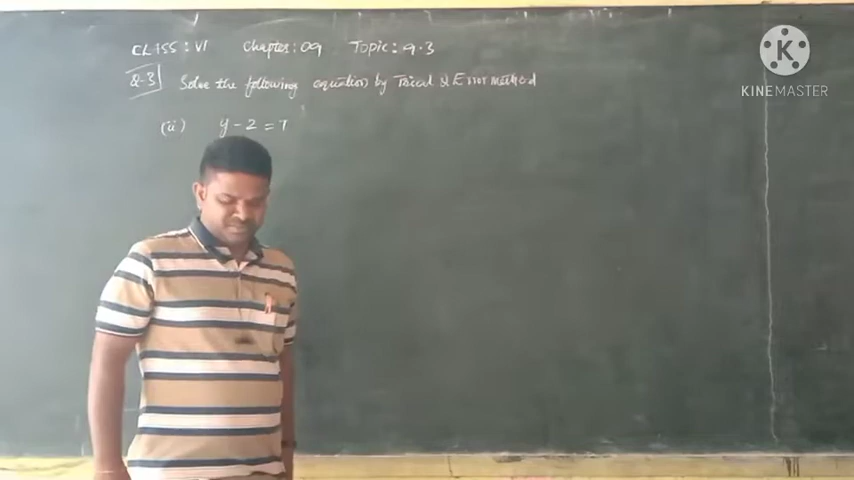 CLASS : VI Chapter : 09 Topic : 9.3
Q-3 Solve the following equation by Trical & Error method
(ii) y - 2 = 7
K
KINEMASTER